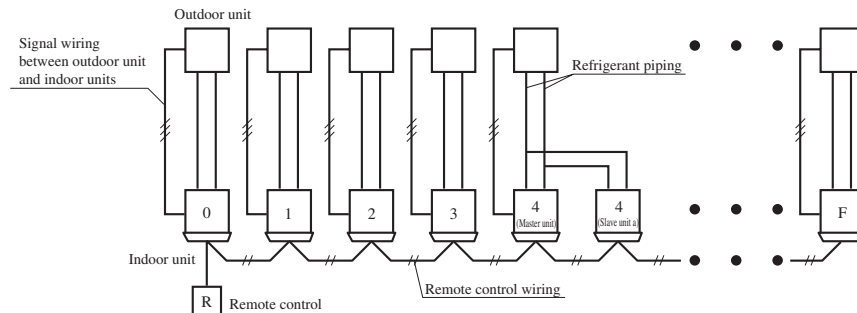 Outdoor unit
Signal wiring
between outdoor unit
and indoor units
Refrigerant piping
0
1
2
3
4
(Master unit)
4
(Slave unit a)
F
Indoor unit
Remote control wiring
R
Remote control